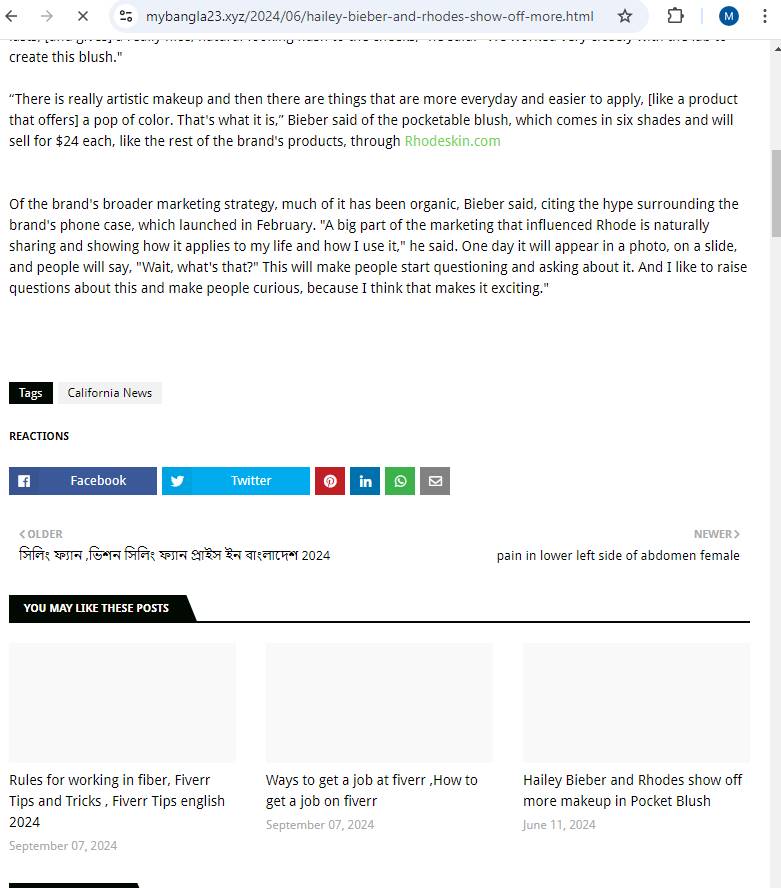 mybangla23.xyz/2024/06/hailey-bieber-and-rhodes-show-off-more.html
M
create this blush."
“There is really artistic makeup and then there are things that are more everyday and easier to apply, [like a product
that offers] a pop of color. That's what it is,” Bieber said of the pocketable blush, which comes in six shades and will
sell for $24 each, like the rest of the brand's products, through Rhodeskin.com
Of the brand's broader marketing strategy, much of it has been organic, Bieber said, citing the hype surrounding the
brand's phone case, which launched in February. "A big part of the marketing that influenced Rhode is naturally
sharing and showing how it applies to my life and how I use it," he said. One day it will appear in a photo, on a slide,
and people will say, "Wait, what's that?" This will make people start questioning and asking about it. And I like to raise
questions about this and make people curious, because I think that makes it exciting."
Tags California News
REACTIONS
Facebook Twitter
OLDER NEWER
সিলিং ফ্যান ,ভিশন সিলিং ফ্যান প্রাইস ইন বাংলাদেশ 2024 pain in lower left side of abdomen female
YOU MAY LIKE THESE POSTS
Rules for working in fiber, Fiverr
Tips and Tricks , Fiverr Tips english
2024
September 07, 2024
Ways to get a job at fiverr ,How to
get a job on fiverr
September 07, 2024
Hailey Bieber and Rhodes show off
more makeup in Pocket Blush
June 11, 2024